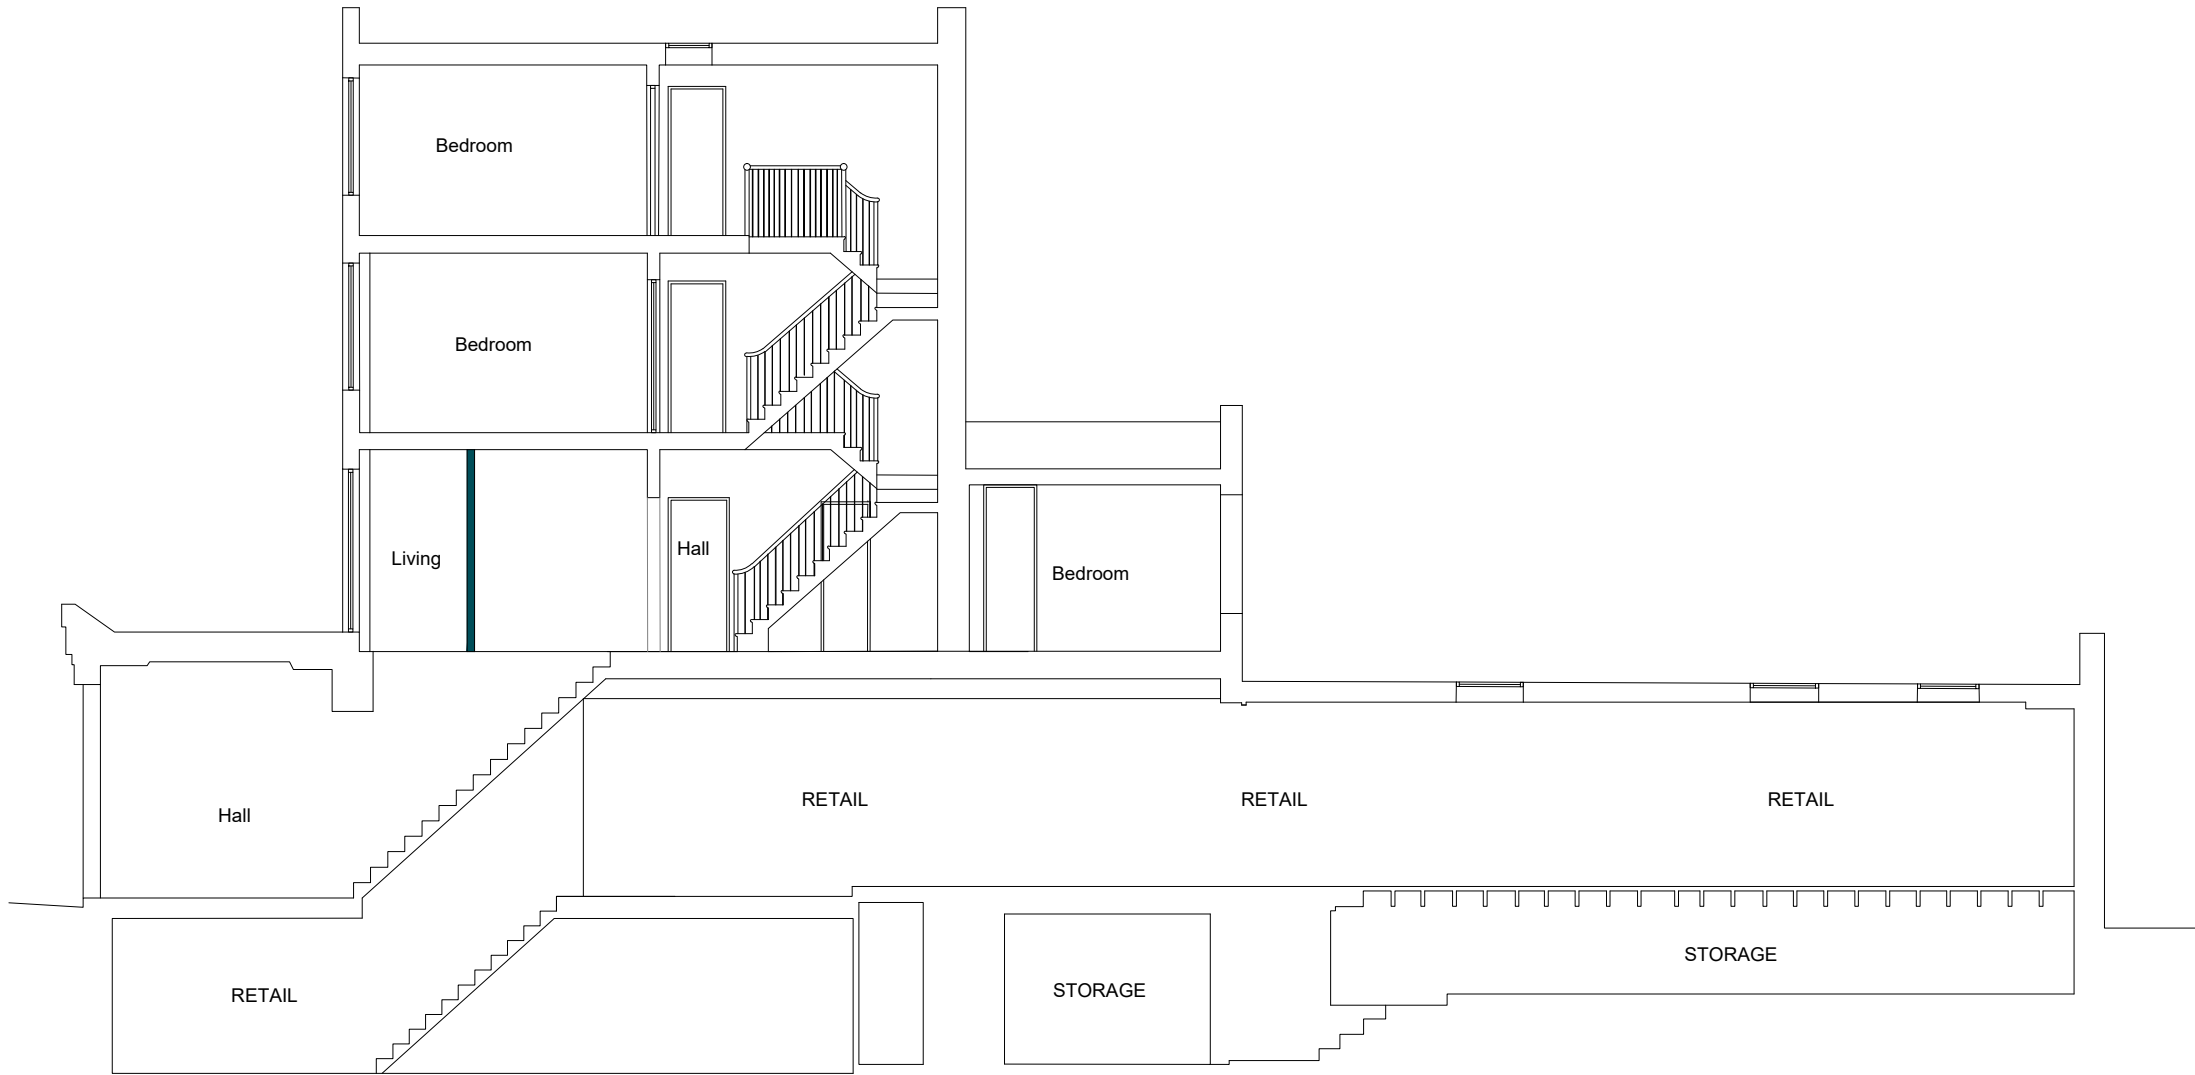 Bedroom
Bedroom
Living
Hall
Bedroom
Hall
RETAIL
RETAIL
RETAIL
RETAIL
STORAGE
STORAGE